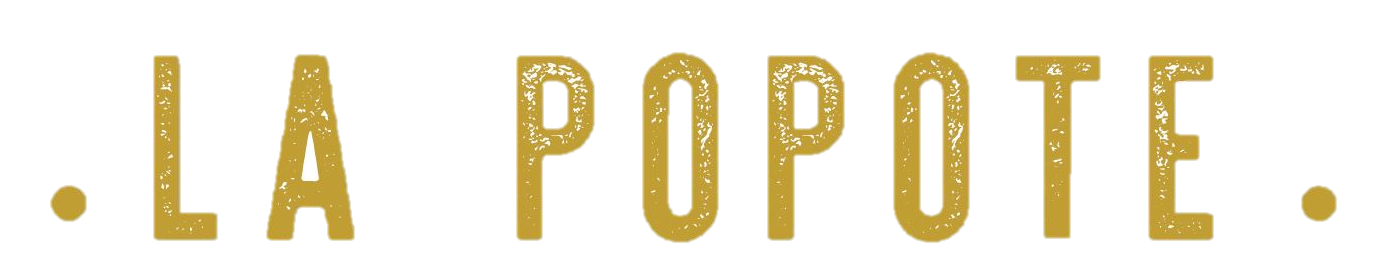 . LA POPOTE .